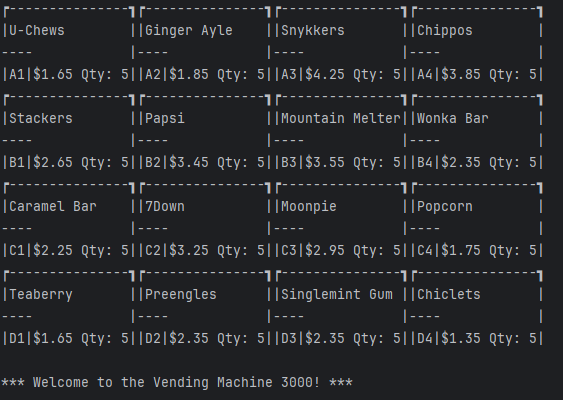 ┏---------------┓┏---------------┓┏---------------┓┏---------------┓
|U-Chews        ||Ginger Ayle    ||Snykkers       ||Chippos        |
----            |----            |----            |----            |
|A1|$1.65 Qty: 5||A2|$1.85 Qty: 5||A3|$4.25 Qty: 5||A4|$3.85 Qty: 5|
┏---------------┓┏---------------┓┏---------------┓┏---------------┓
|Stackers       ||Papsi          ||Mountain Melter||Wonka Bar      |
----            |----            |----            |----            |
|B1|$2.65 Qty: 5||B2|$3.45 Qty: 5||B3|$3.55 Qty: 5||B4|$2.35 Qty: 5|
┏---------------┓┏---------------┓┏---------------┓┏---------------┓
|Caramel Bar    ||7Down          ||Moonpie        ||Popcorn        |
----            |----            |----            |----            |
|C1|$2.25 Qty: 5||C2|$3.25 Qty: 5||C3|$2.95 Qty: 5||C4|$1.75 Qty: 5|
┏---------------┓┏---------------┓┏---------------┓┏---------------┓
|Teaberry       ||Preengles      ||Singlemint Gum ||Chiclets       |
----            |----            |----            |----            |
|D1|$1.65 Qty: 5||D2|$2.35 Qty: 5||D3|$2.35 Qty: 5||D4|$1.35 Qty: 5|
*** Welcome to the Vending Machine 3000! ***